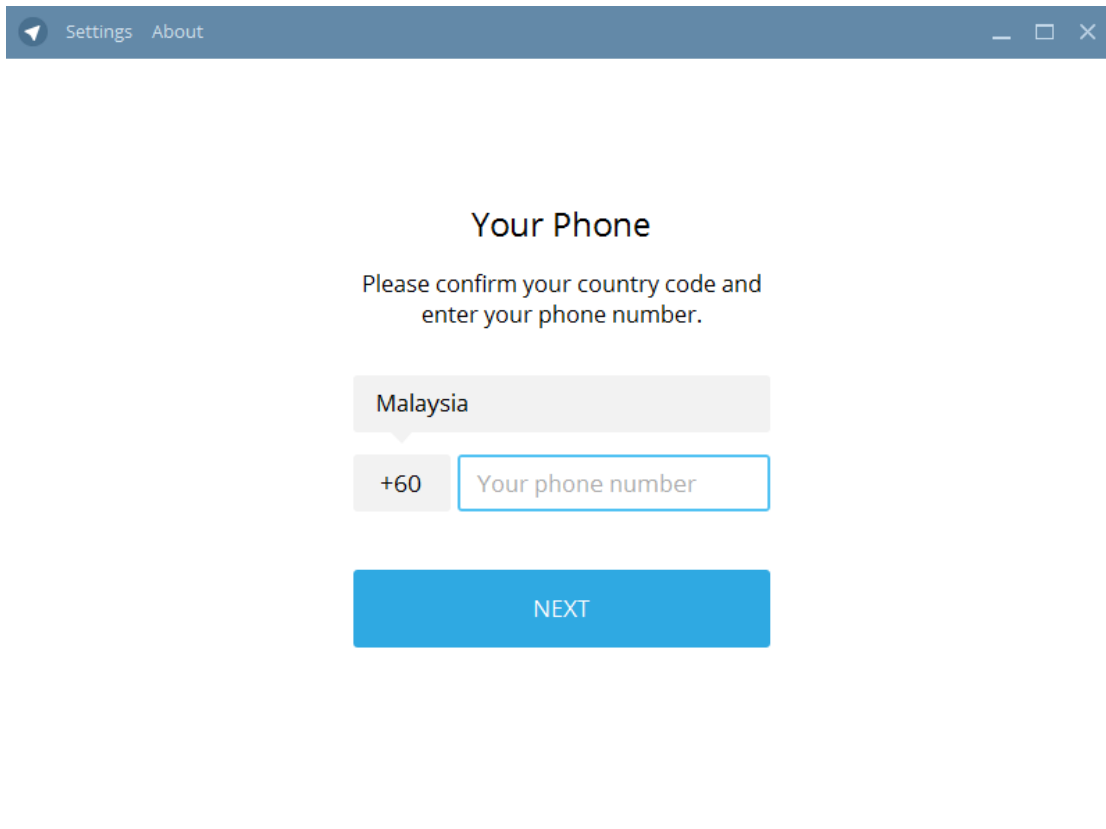 Settings About
Your Phone
Please confirm your country code and
enter your phone number.
Malaysia
+60 Your phone number
NEXT